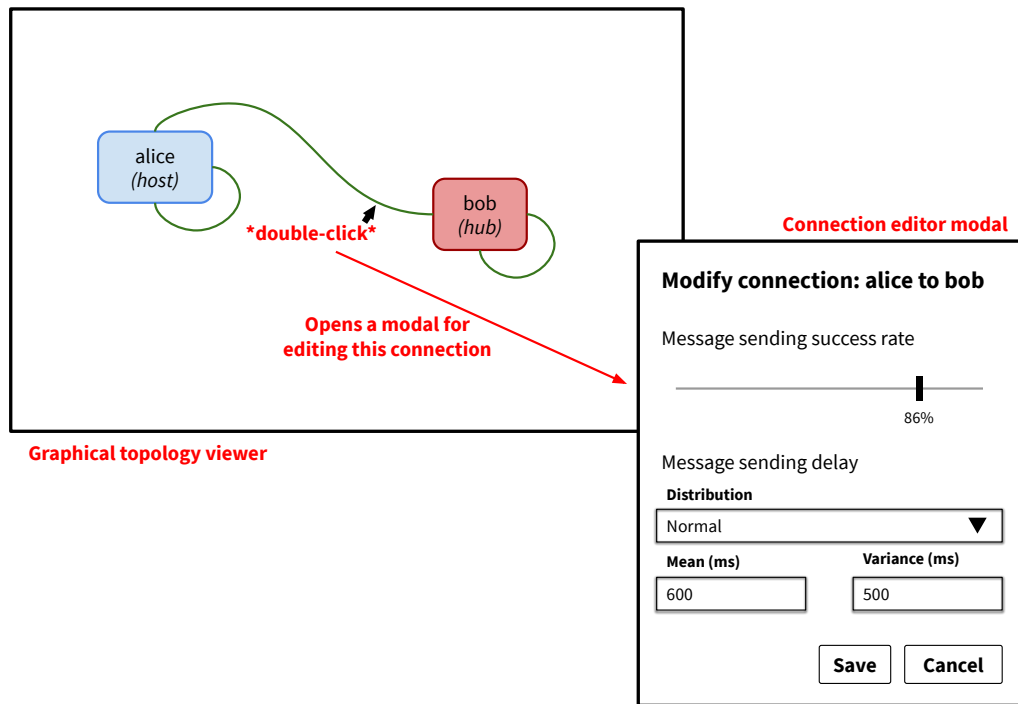 alice
(host)
bob
(hub)
*double-click*
Opens a modal for
editing this connection
Graphical topology viewer
Connection editor modal
Modify connection: alice to bob
Message sending success rate
86%
Message sending delay
Distribution
Normal
Mean (ms)
Variance (ms)
600
500
Save
Cancel